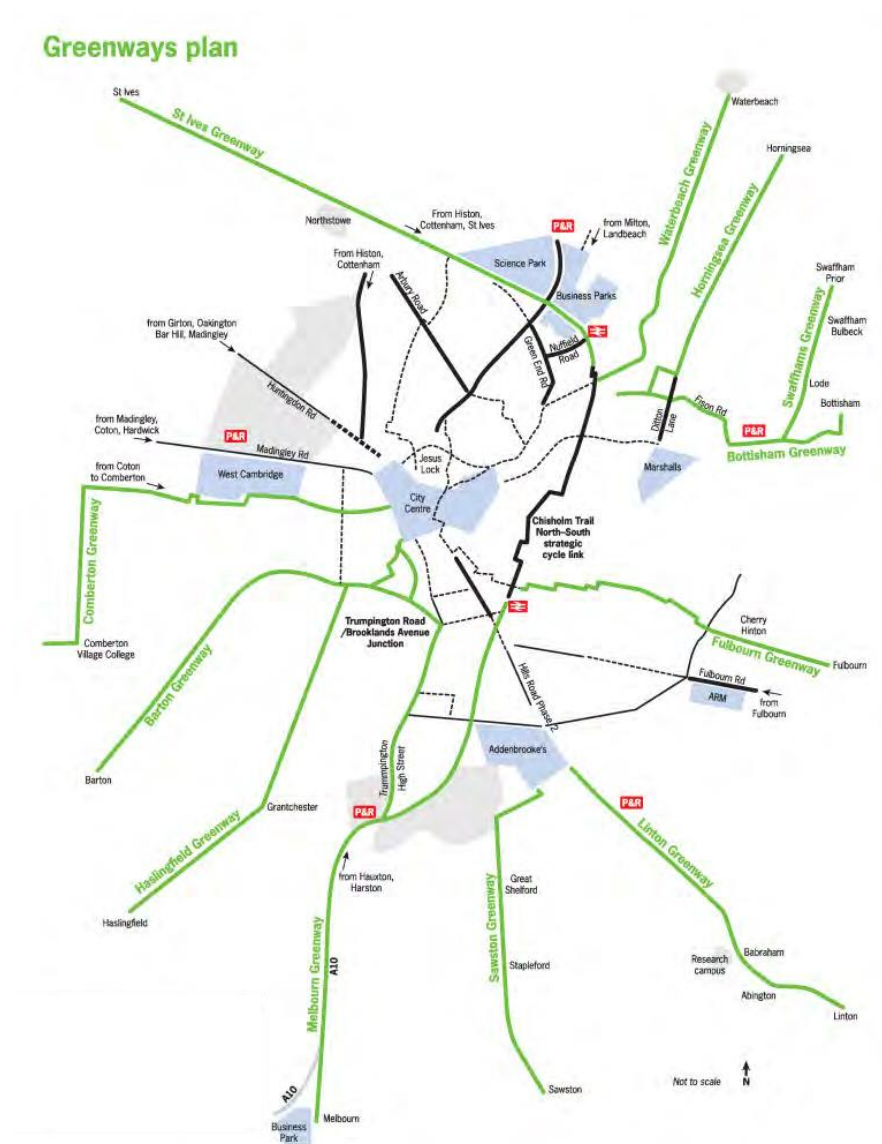 Greenways plan
St Ives
St Ives Greenway
Waterbeach
Waterbeach Greenway
Horningsea
Horningsea Greenway
Northstowe
From Histon,
Cottenham, St Ives
P&R
from Milton,
Landbeach
Science Park
Business Parks
From Histon,
Cottenham
Arbury Road
Swaffham
Prior
Swaffham
Bulbeck
Swaffhams Greenway
Lode
Bottisham
from Girton, Oakington
Bar Hill, Madingley
Huntingdon Rd
Green End Rd
Nuffield
Road
Fison Rd
Ditton
Lane
P&R
Bottisham Greenway
from Madingley,
Coton, Hardwick
P&R
Madingley Rd
Jesus
Lock
Marshalls
from Coton
to Comberton
West Cambridge
City
Centre
Comberton Greenway
Chisholm Trail
North–South
strategic
cycle link
Comberton
Village College
Trumpington Road
/Brooklands Avenue
Junction
Cherry
Hinton
Fulbourn Greenway
Fulbourn
Barton Greenway
Hills Road Phase 2
Fulbourn Rd
ARM
from
Fulbourn
Addenbrooke's
Barton
Trummpington
High Street
Grantchester
P&R
P&R
Haslingfield Greenway
Haslingfield
from Hauxton,
Harston
Linton Greenway
Great
Shelford
Sawston Greenway
Stapleford
Melbourn Greenway
A10
Research
campus
Babraham
Abington
Linton
A10
Business
Park
Melbourn
Sawston
Not to scale
N